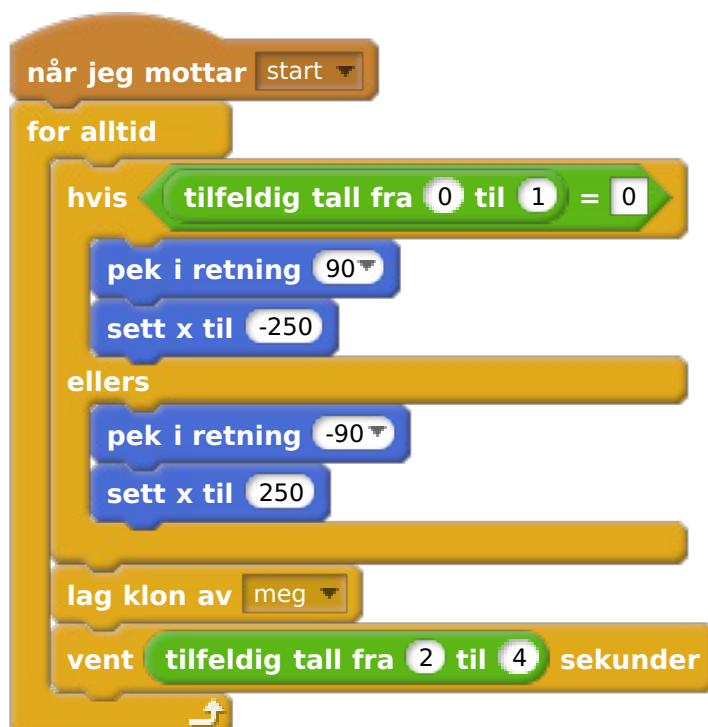 når jeg mottar start
for alltid
hvis tilfeldig tall fra 0 til 1 = 0
pek i retning 90
sett x til -250
ellers
pek i retning -90
sett x til 250
lag klon av meg
vent tilfeldig tall fra 2 til 4 sekunder